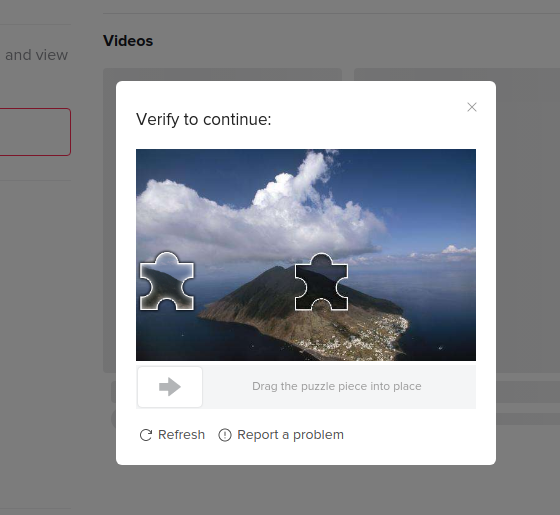 and view
Videos
Verify to continue:
Drag the puzzle piece into place
Refresh
Report a problem